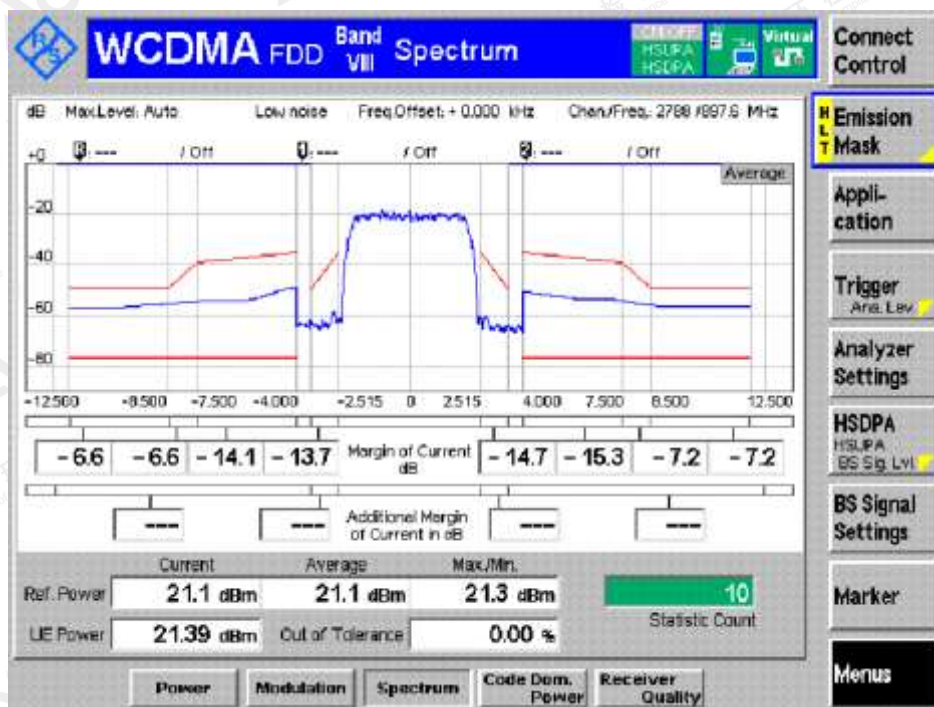 WCDMA FDD Band VIII Spectrum
HSUPA
HSDPA
Virtual
Connect
Control
dB Max.Level: Auto Low noise Freq.Offset: + 0.000 kHz Chan./Freq.: 2788 /897.6 MHz
HLT
Emission
Mask
+0 --- / Off --- / Off --- / Off
Average
-20
-40
-60
-80
Appli-
cation
Trigger
Ana. Lev.
Analyzer
Settings
-12.500 -8.500 -7.500 -4.000 -2.515 0 2.515 4.000 7.500 8.500 12.500
HSDPA
HSUPA
BS Sig. Lvl.
- 6.6 - 6.6 - 14.1 - 13.7 Margin of Current dB - 14.7 - 15.3 - 7.2 - 7.2
--- --- Additional Margin of Current in dB --- ---
BS Signal
Settings
Current Average Max./Min.
Ref. Power 21.1 dBm 21.1 dBm 21.3 dBm 10
Statistic Count
UE Power 21.39 dBm Out of Tolerance 0.00 %
Marker
Menus
Power Modulation Spectrum Code Dom. Power Receiver Quality